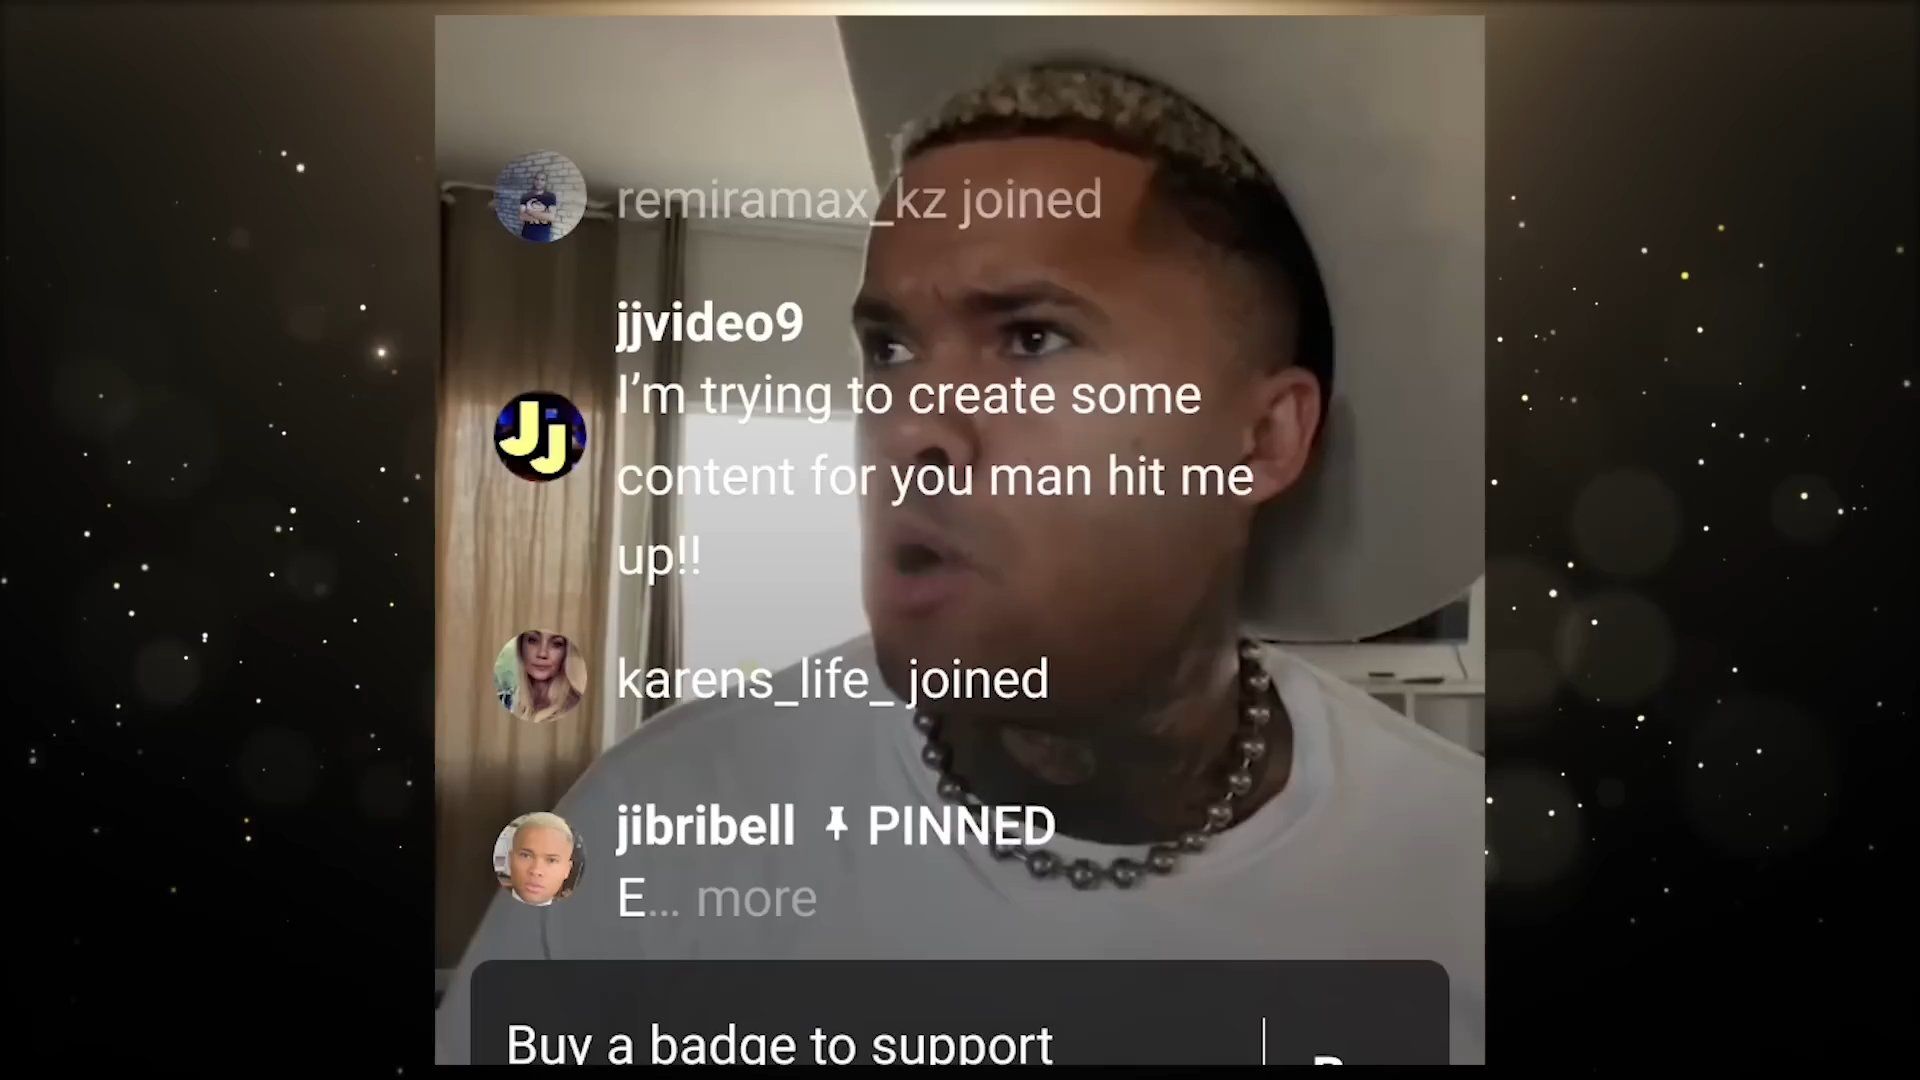 remiramax_kz joined
jjvideo9
I'm trying to create some
content for you man hit me
up!!
JJ
karens_life_ joined
jibribell PINNED
E... more
Buy a badge to support